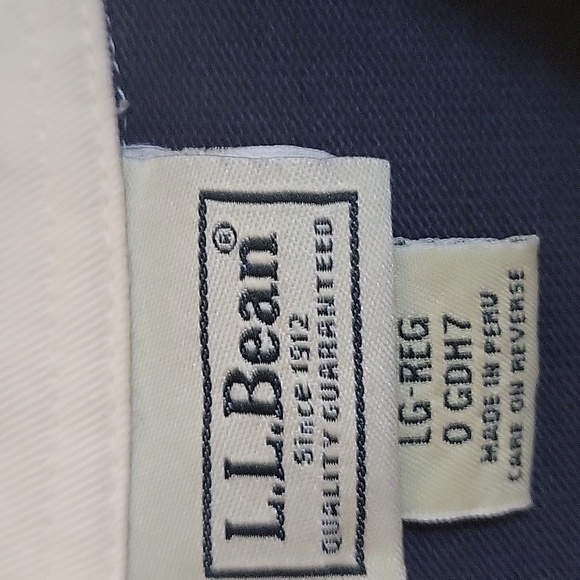 L.L.Bean®
Since 1912
QUALITY GUARANTEED
LG-REG
0 GDH7
MADE IN PERU
CARE ON REVERSE